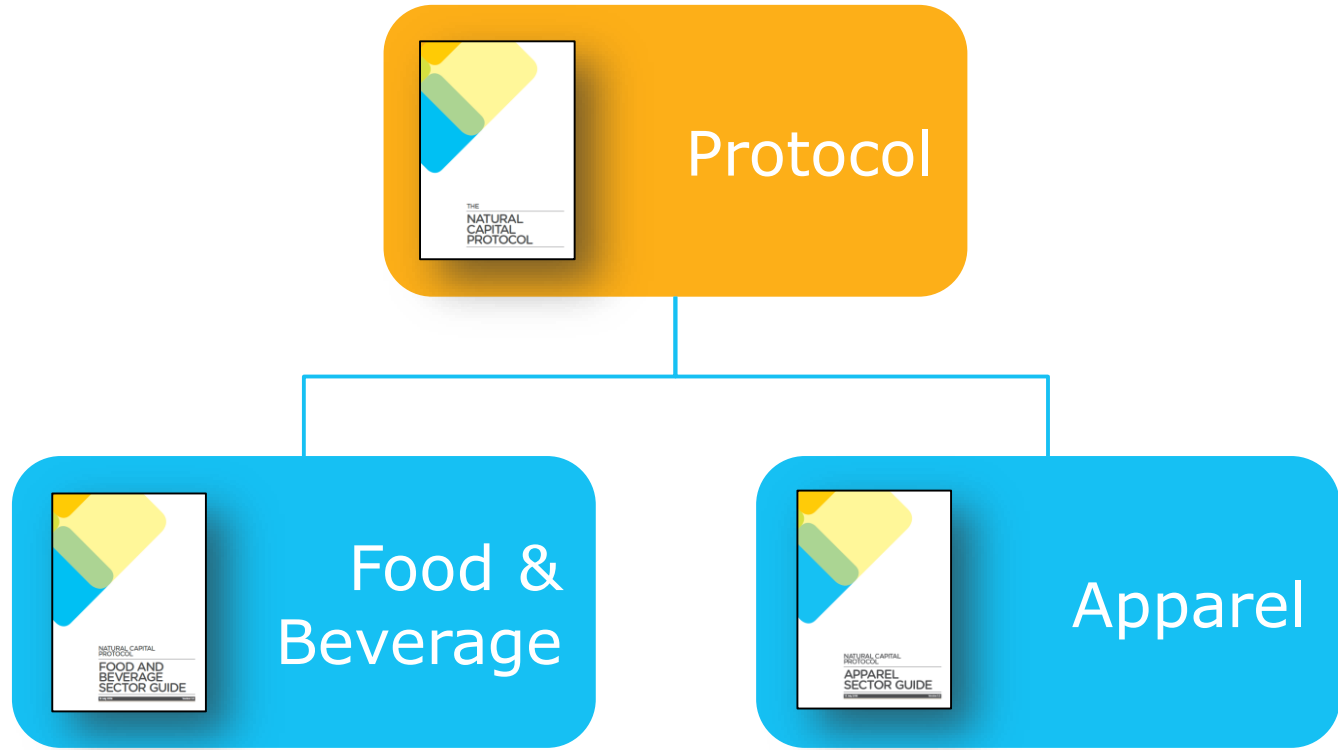 Protocol
THE
NATURAL
CAPITAL
PROTOCOL
Food &
Beverage
NATURAL CAPITAL
PROTOCOL
FOOD AND
BEVERAGE
SECTOR GUIDE
Apparel
NATURAL CAPITAL
PROTOCOL
APPAREL
SECTOR GUIDE